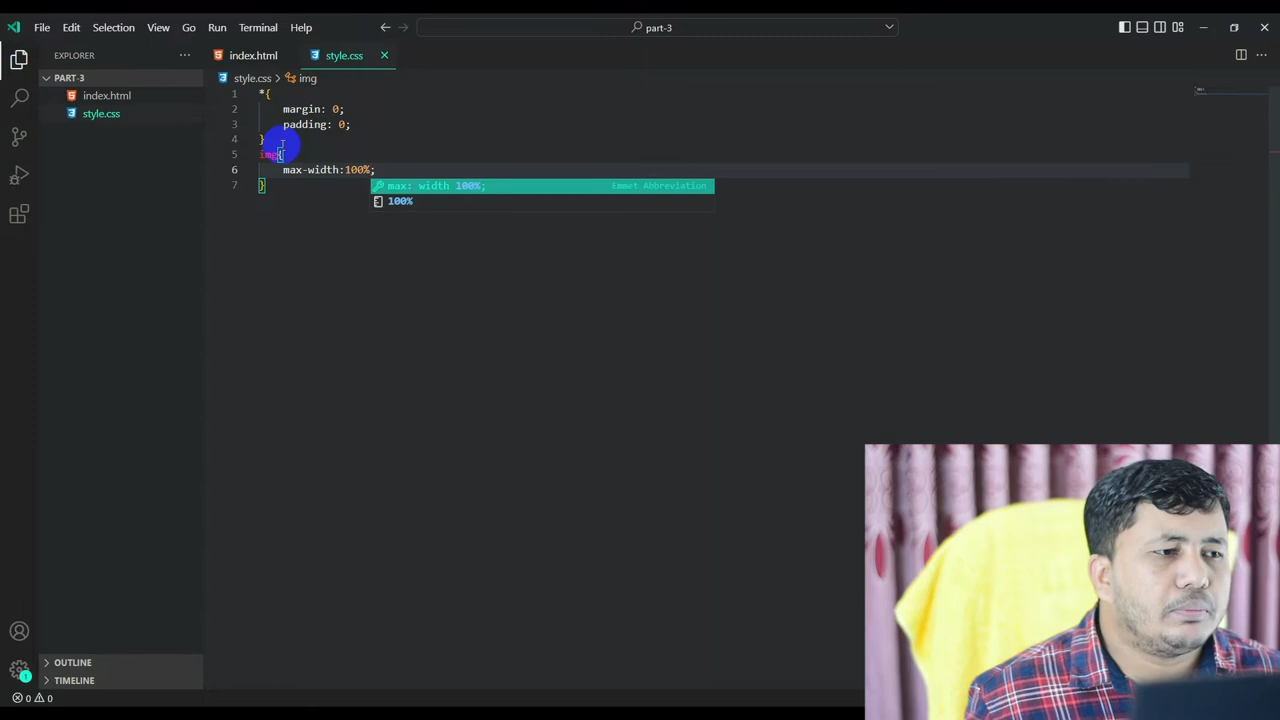 File Edit Selection View Go Run Terminal Help
part-3
EXPLORER
index.html
style.css
PART-3
style.css > img
index.html
style.css
1 *{
2 margin: 0;
3 padding: 0;
4 }
5 img{
6 max-width:100%;
7 }
max: width 100%; Emmet Abbreviation
100%
OUTLINE
TIMELINE
1
0 0